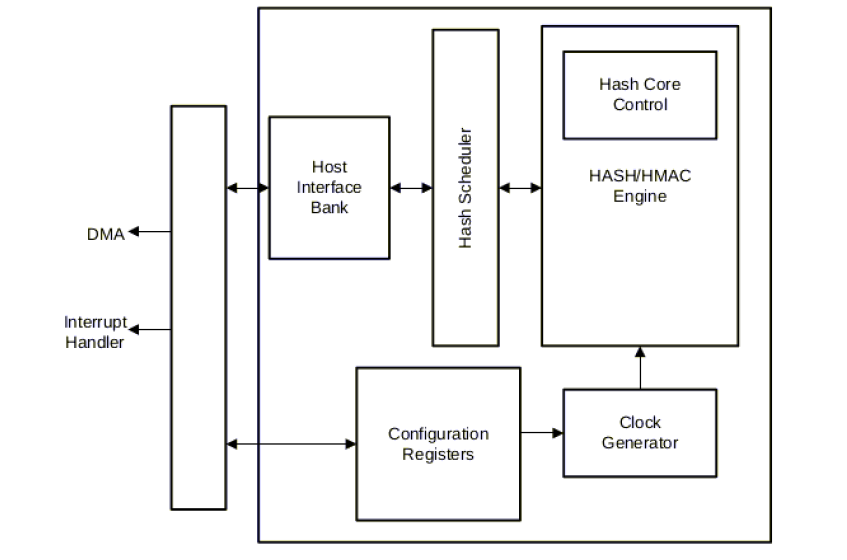 Hash Core
Control
Host
Interface
Bank
Hash Scheduler
HASH/HMAC
Engine
DMA
Interrupt
Handler
Configuration
Registers
Clock
Generator